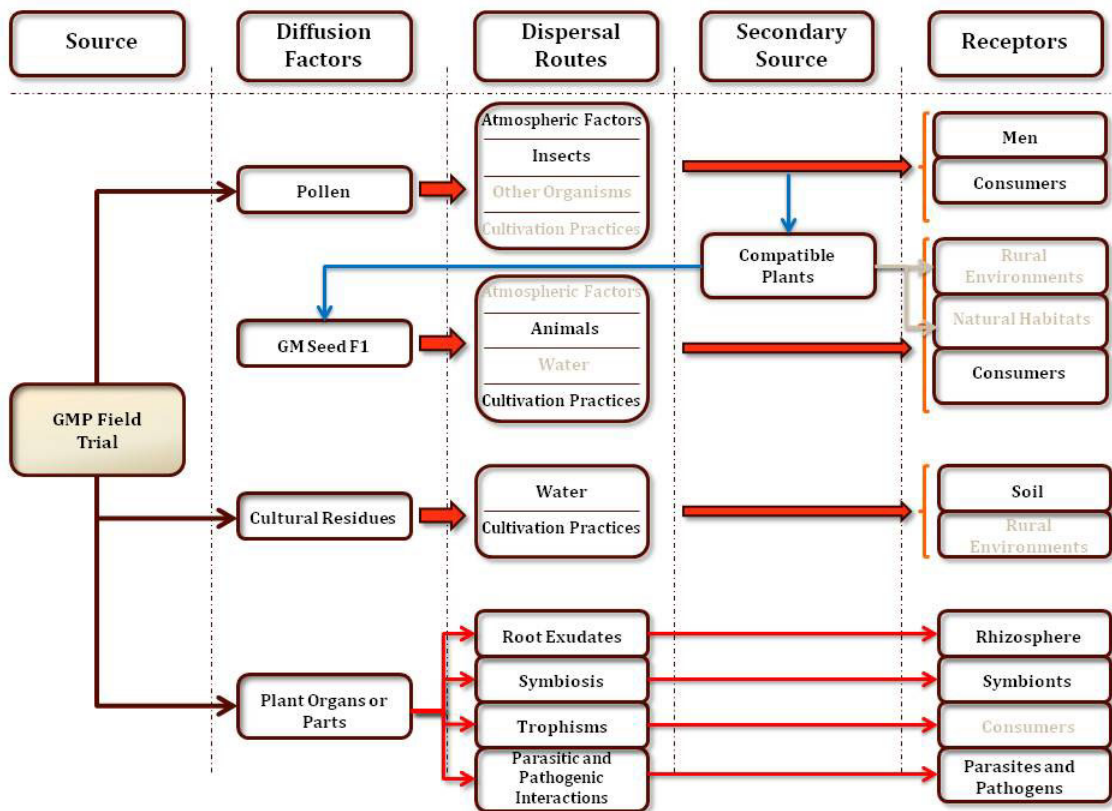 Source
Diffusion
Factors
Dispersal
Routes
Secondary
Source
Receptors
Atmospheric Factors
Insects
Other Organisms
Cultivation Practices
Pollen
Men
Consumers
Compatible
Plants
Rural
Environments
Natural Habitats
Consumers
Atmospheric Factors
Animals
Water
Cultivation Practices
GM Seed F1
GMP Field
Trial
Cultural Residues
Water
Cultivation Practices
Soil
Rural
Environments
Plant Organs or
Parts
Root Exudates
Symbiosis
Trophisms
Parasitic and
Pathogenic
Interactions
Rhizosphere
Symbionts
Consumers
Parasites and
Pathogens